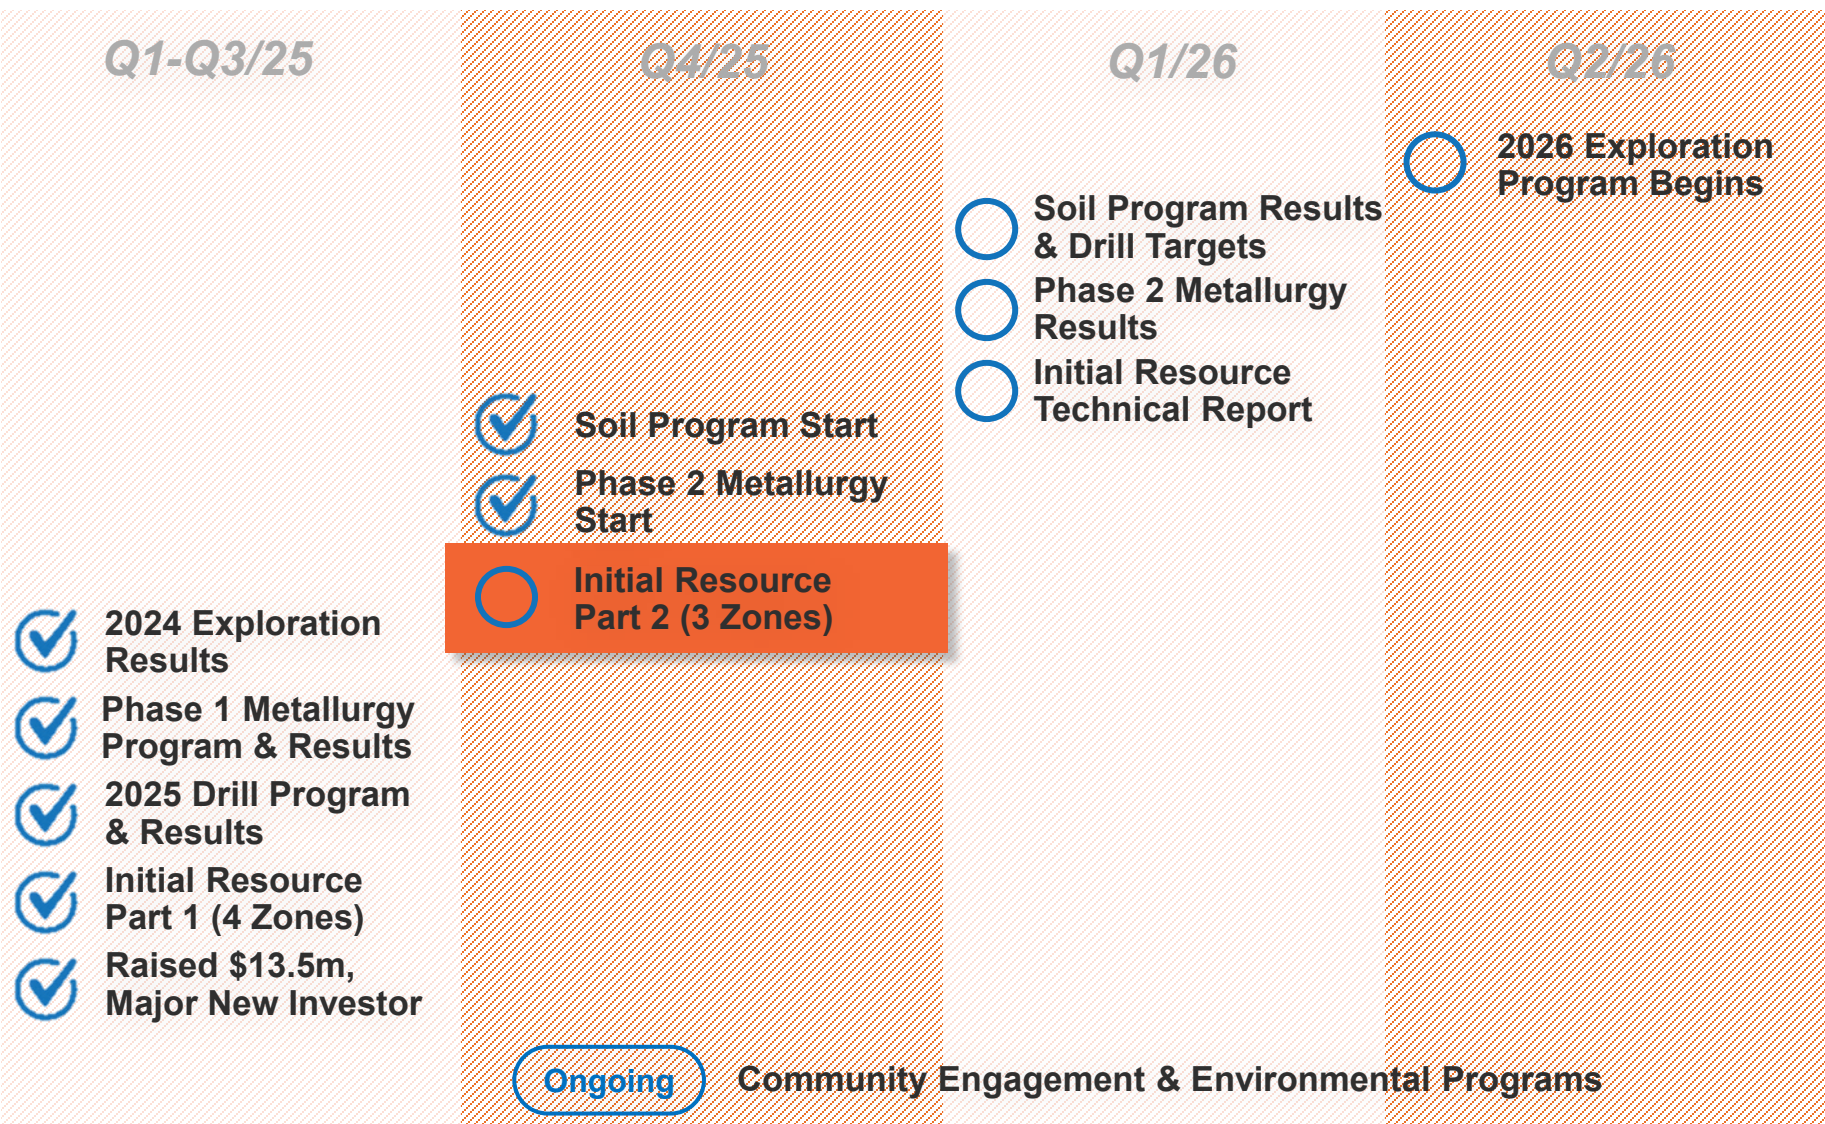 Q1-Q3/25
2024 Exploration
Results
Phase 1 Metallurgy
Program & Results
2025 Drill Program
& Results
Initial Resource
Part 1 (4 Zones)
Raised $13.5m,
Major New Investor
Q4/25
Soil Program Start
Phase 2 Metallurgy
Start
Initial Resource
Part 2 (3 Zones)
Q1/26
Soil Program Results
& Drill Targets
Phase 2 Metallurgy
Results
Initial Resource
Technical Report
Q2/26
2026 Exploration
Program Begins
Ongoing
Community Engagement & Environmental Programs